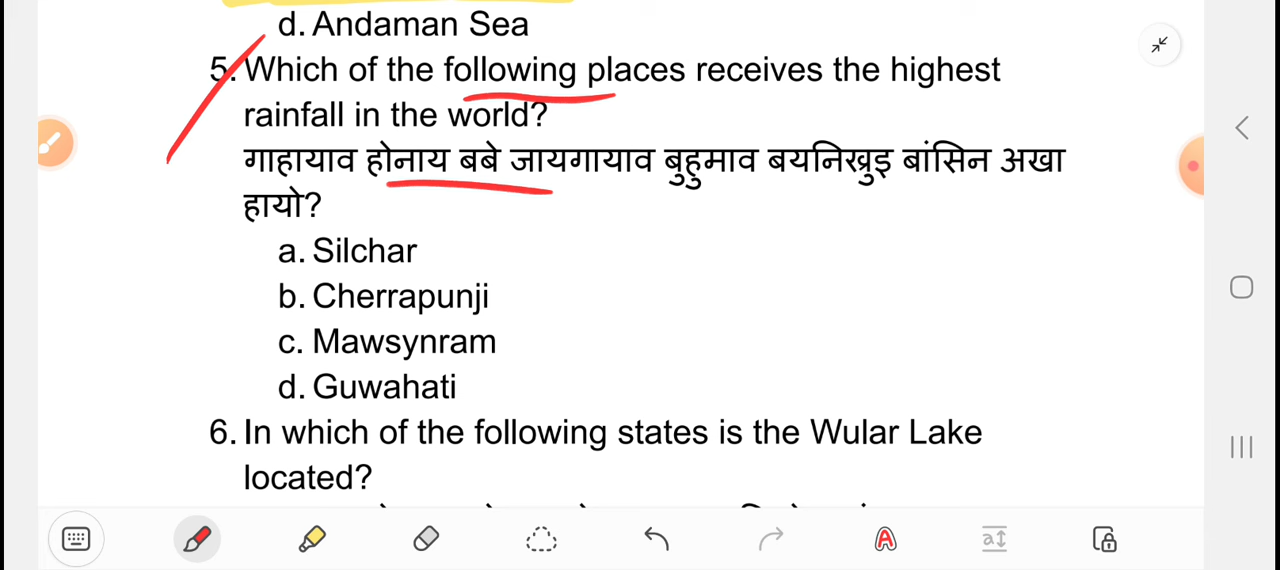 d. Andaman Sea
5. Which of the following places receives the highest
rainfall in the world?
गाहायाव होनाय बबे जायगायाव बुहुमाव बयनिख्रुइ बांसिन अखा
हायो?
a. Silchar
b. Cherrapunji
c. Mawsynram
d. Guwahati
6. In which of the following states is the Wular Lake
located?